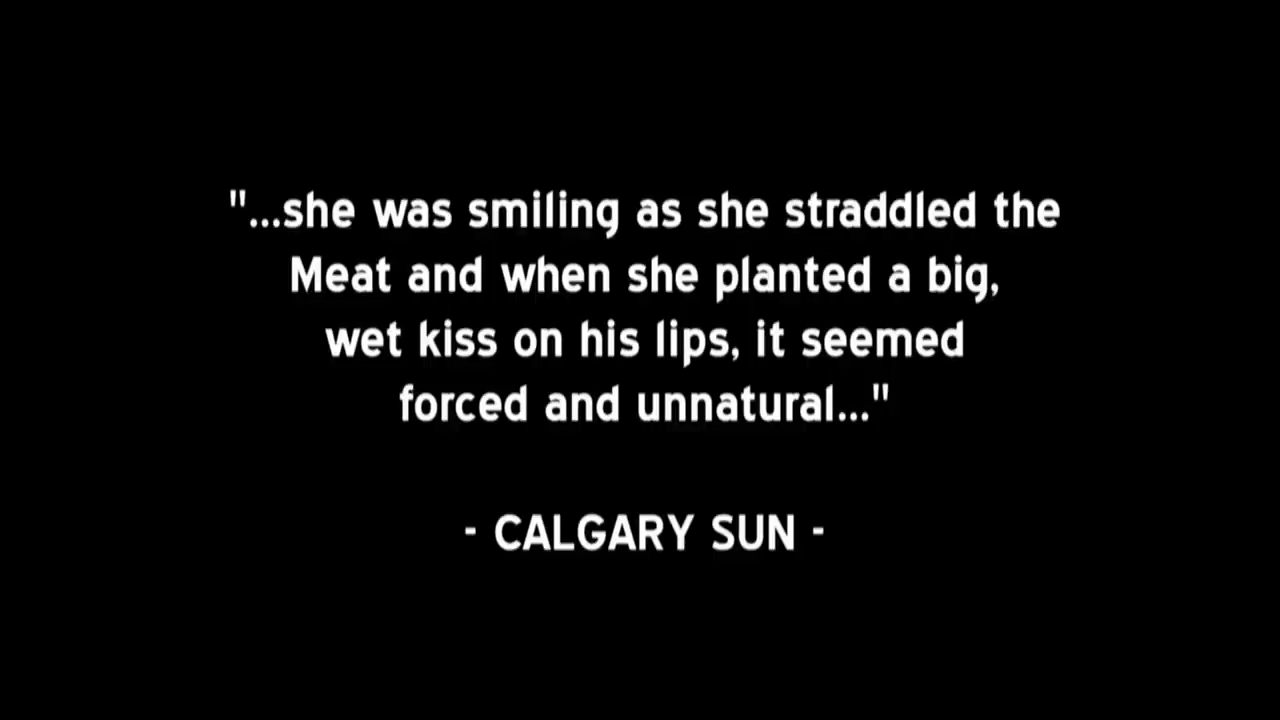 "...she was smiling as she straddled the
Meat and when she planted a big,
wet kiss on his lips, it seemed
forced and unnatural..."
- CALGARY SUN -